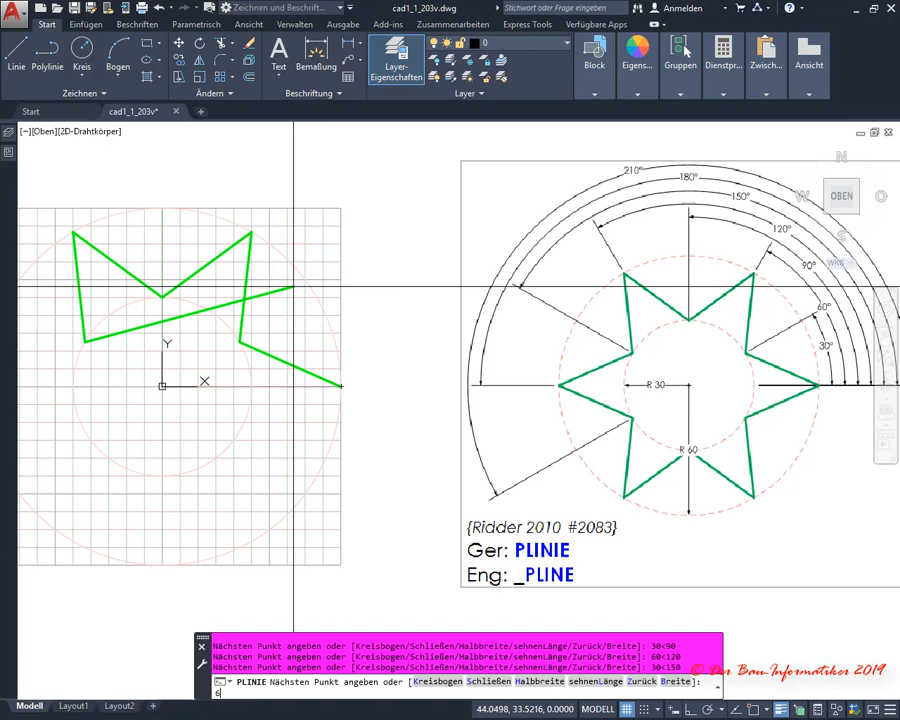 cad1_1_203v.dwg
Stichwort oder Frage eingeben
Anmelden
Zeichnen und Beschriften
Start Einfügen Beschriften Parametrisch Ansicht Verwalten Ausgabe Add-ins Zusammenarbeiten Express Tools Verfügbare Apps
Linie Polylinie Kreis Bogen Text Bemaßung Layer-Eigenschaften 0 Block Eigens... Gruppen Dienstpr... Zwisch... Ansicht
Zeichnen Ändern Beschriftung Layer
Start cad1_1_203v*
[−][Oben][2D-Drahtkörper]
N
W OBEN O
S
WKS
210°
180°
150°
120°
90°
60°
30°
R 30
R 60
Y
X
{Ridder 2010 #2083}
Ger: PLINIE
Eng: _PLINE
Nächsten Punkt angeben oder [Kreisbogen/Schließen/Halbbreite/sehnenLänge/Zurück/Breite]: 30<90
Nächsten Punkt angeben oder [Kreisbogen/Schließen/Halbbreite/sehnenLänge/Zurück/Breite]: 60<120
Nächsten Punkt angeben oder [Kreisbogen/Schließen/Halbbreite/sehnenLänge/Zurück/Breite]: 30<150
PLINIE Nächsten Punkt angeben oder [Kreisbogen Schließen Halbbreite sehnenLänge Zurück Breite]:
6
© Der Bau-Informatiker 2019
Modell Layout1 Layout2 44.0498, 33.5216, 0.0000 MODELL